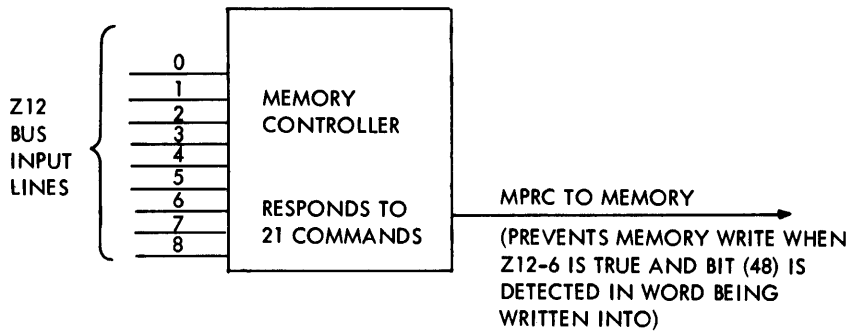 Z12
BUS
INPUT
LINES
0
1
2
3
4
5
6
7
8
MEMORY
CONTROLLER
RESPONDS TO
21 COMMANDS
MPRC TO MEMORY
(PREVENTS MEMORY WRITE WHEN
Z12-6 IS TRUE AND BIT (48) IS
DETECTED IN WORD BEING
WRITTEN INTO)